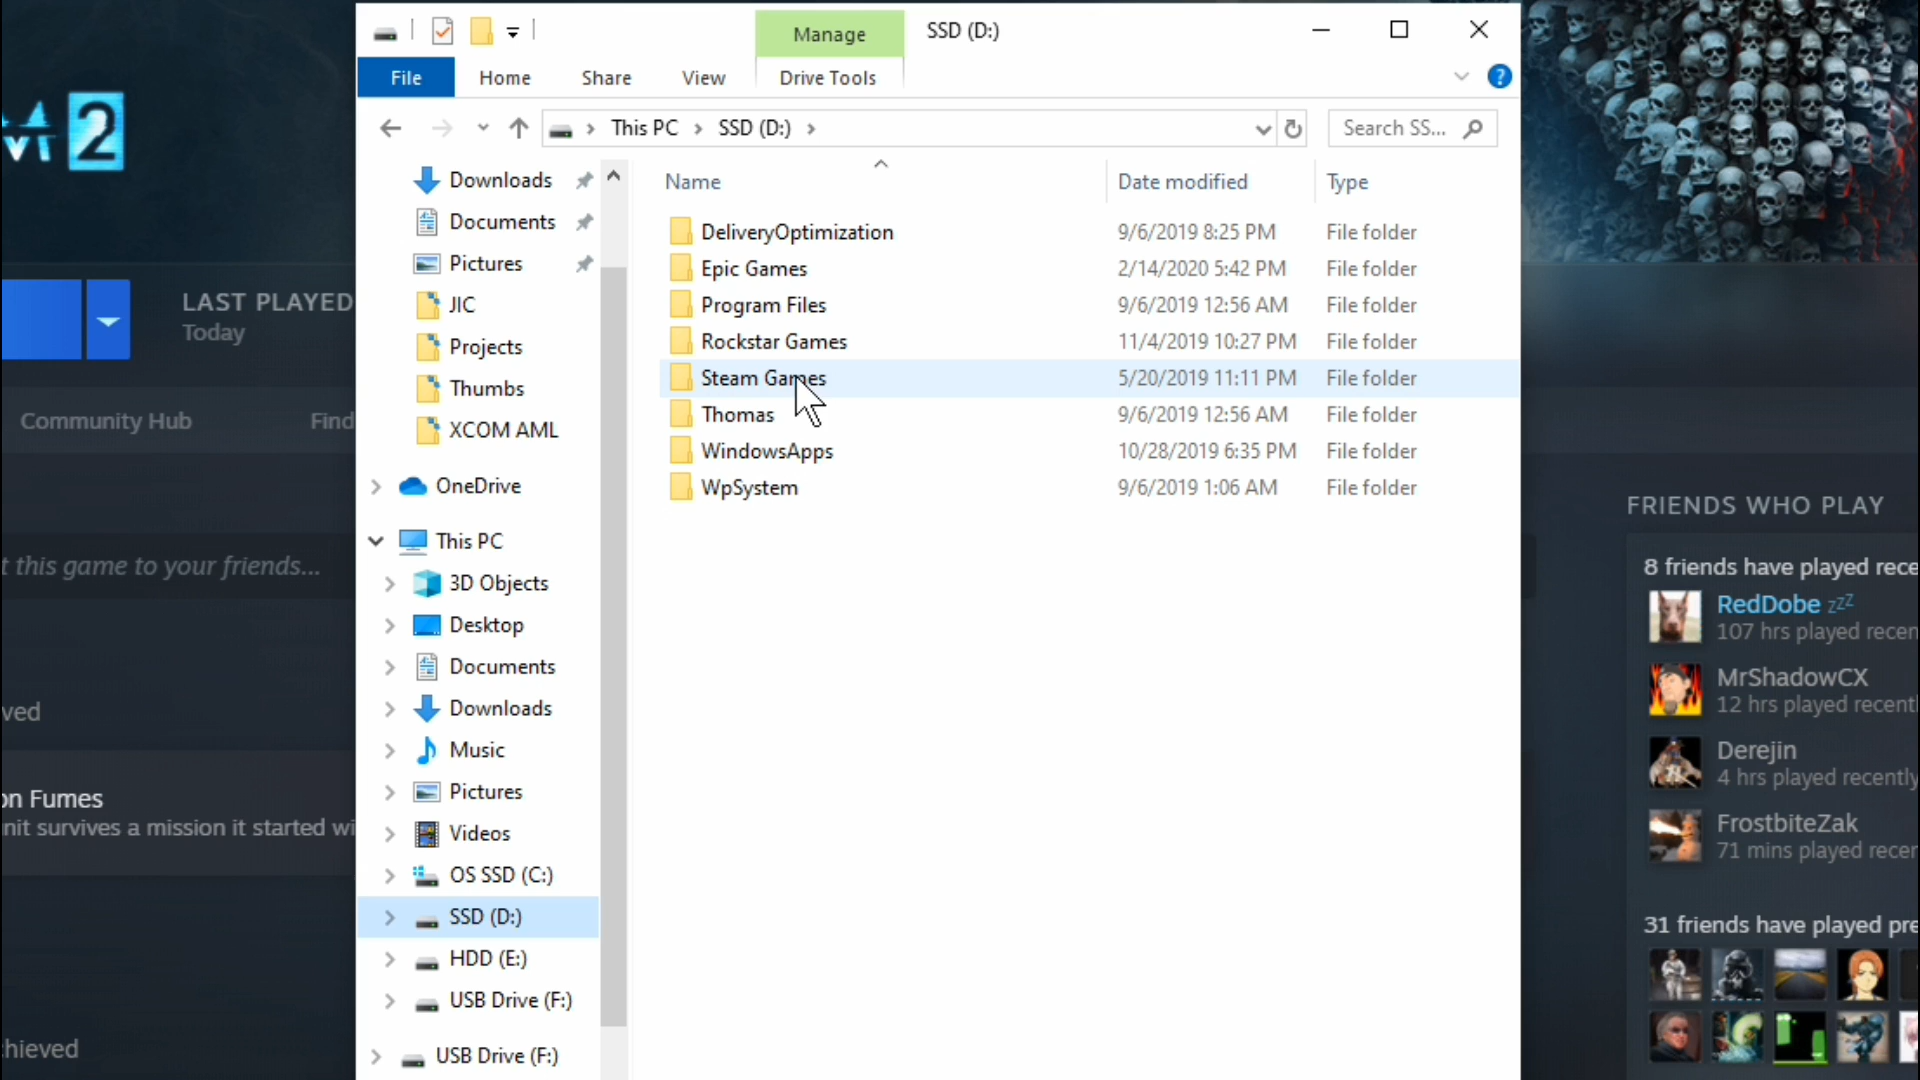 2
Manage
SSD (D:)
File
Home
Share
View
Drive Tools
?
This PC
SSD (D:)
Search SS...
Name
Date modified
Type
DeliveryOptimization 9/6/2019 8:25 PM File folder
Epic Games 2/14/2020 5:42 PM File folder
Program Files 9/6/2019 12:56 AM File folder
Rockstar Games 11/4/2019 10:27 PM File folder
Steam Games 5/20/2019 11:11 PM File folder
Thomas 9/6/2019 12:56 AM File folder
WindowsApps 10/28/2019 6:35 PM File folder
WpSystem 9/6/2019 1:06 AM File folder
Downloads
Documents
Pictures
JIC
Projects
Thumbs
XCOM AML
OneDrive
This PC
3D Objects
Desktop
Documents
Downloads
Music
Pictures
Videos
OS SSD (C:)
SSD (D:)
HDD (E:)
USB Drive (F:)
USB Drive (F:)
LAST PLAYED
Today
Community Hub
Find
t this game to your friends...
ved
on Fumes
nit survives a mission it started wi
hieved
FRIENDS WHO PLAY
8 friends have played rece
RedDobe zzZ
107 hrs played recen
MrShadowCX
12 hrs played recentl
Derejin
4 hrs played recently
FrostbiteZak
71 mins played recer
31 friends have played pre